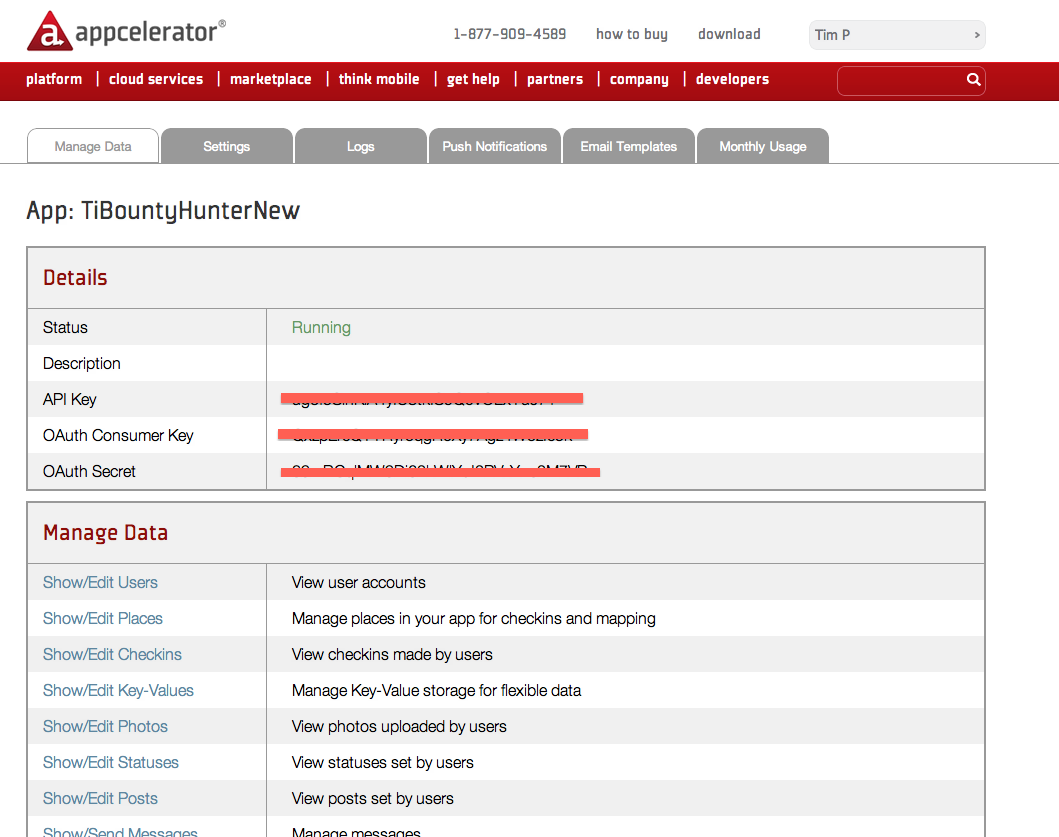 appcelerator®
1-877-909-4589 how to buy download Tim P
platform | cloud services | marketplace | think mobile | get help | partners | company | developers
Manage Data Settings Logs Push Notifications Email Templates Monthly Usage
App: TiBountyHunterNew
Details
Status Running
Description
API Key
OAuth Consumer Key
OAuth Secret
Manage Data
Show/Edit Users View user accounts
Show/Edit Places Manage places in your app for checkins and mapping
Show/Edit Checkins View checkins made by users
Show/Edit Key-Values Manage Key-Value storage for flexible data
Show/Edit Photos View photos uploaded by users
Show/Edit Statuses View statuses set by users
Show/Edit Posts View posts set by users
Show/Send Messages Manage messages